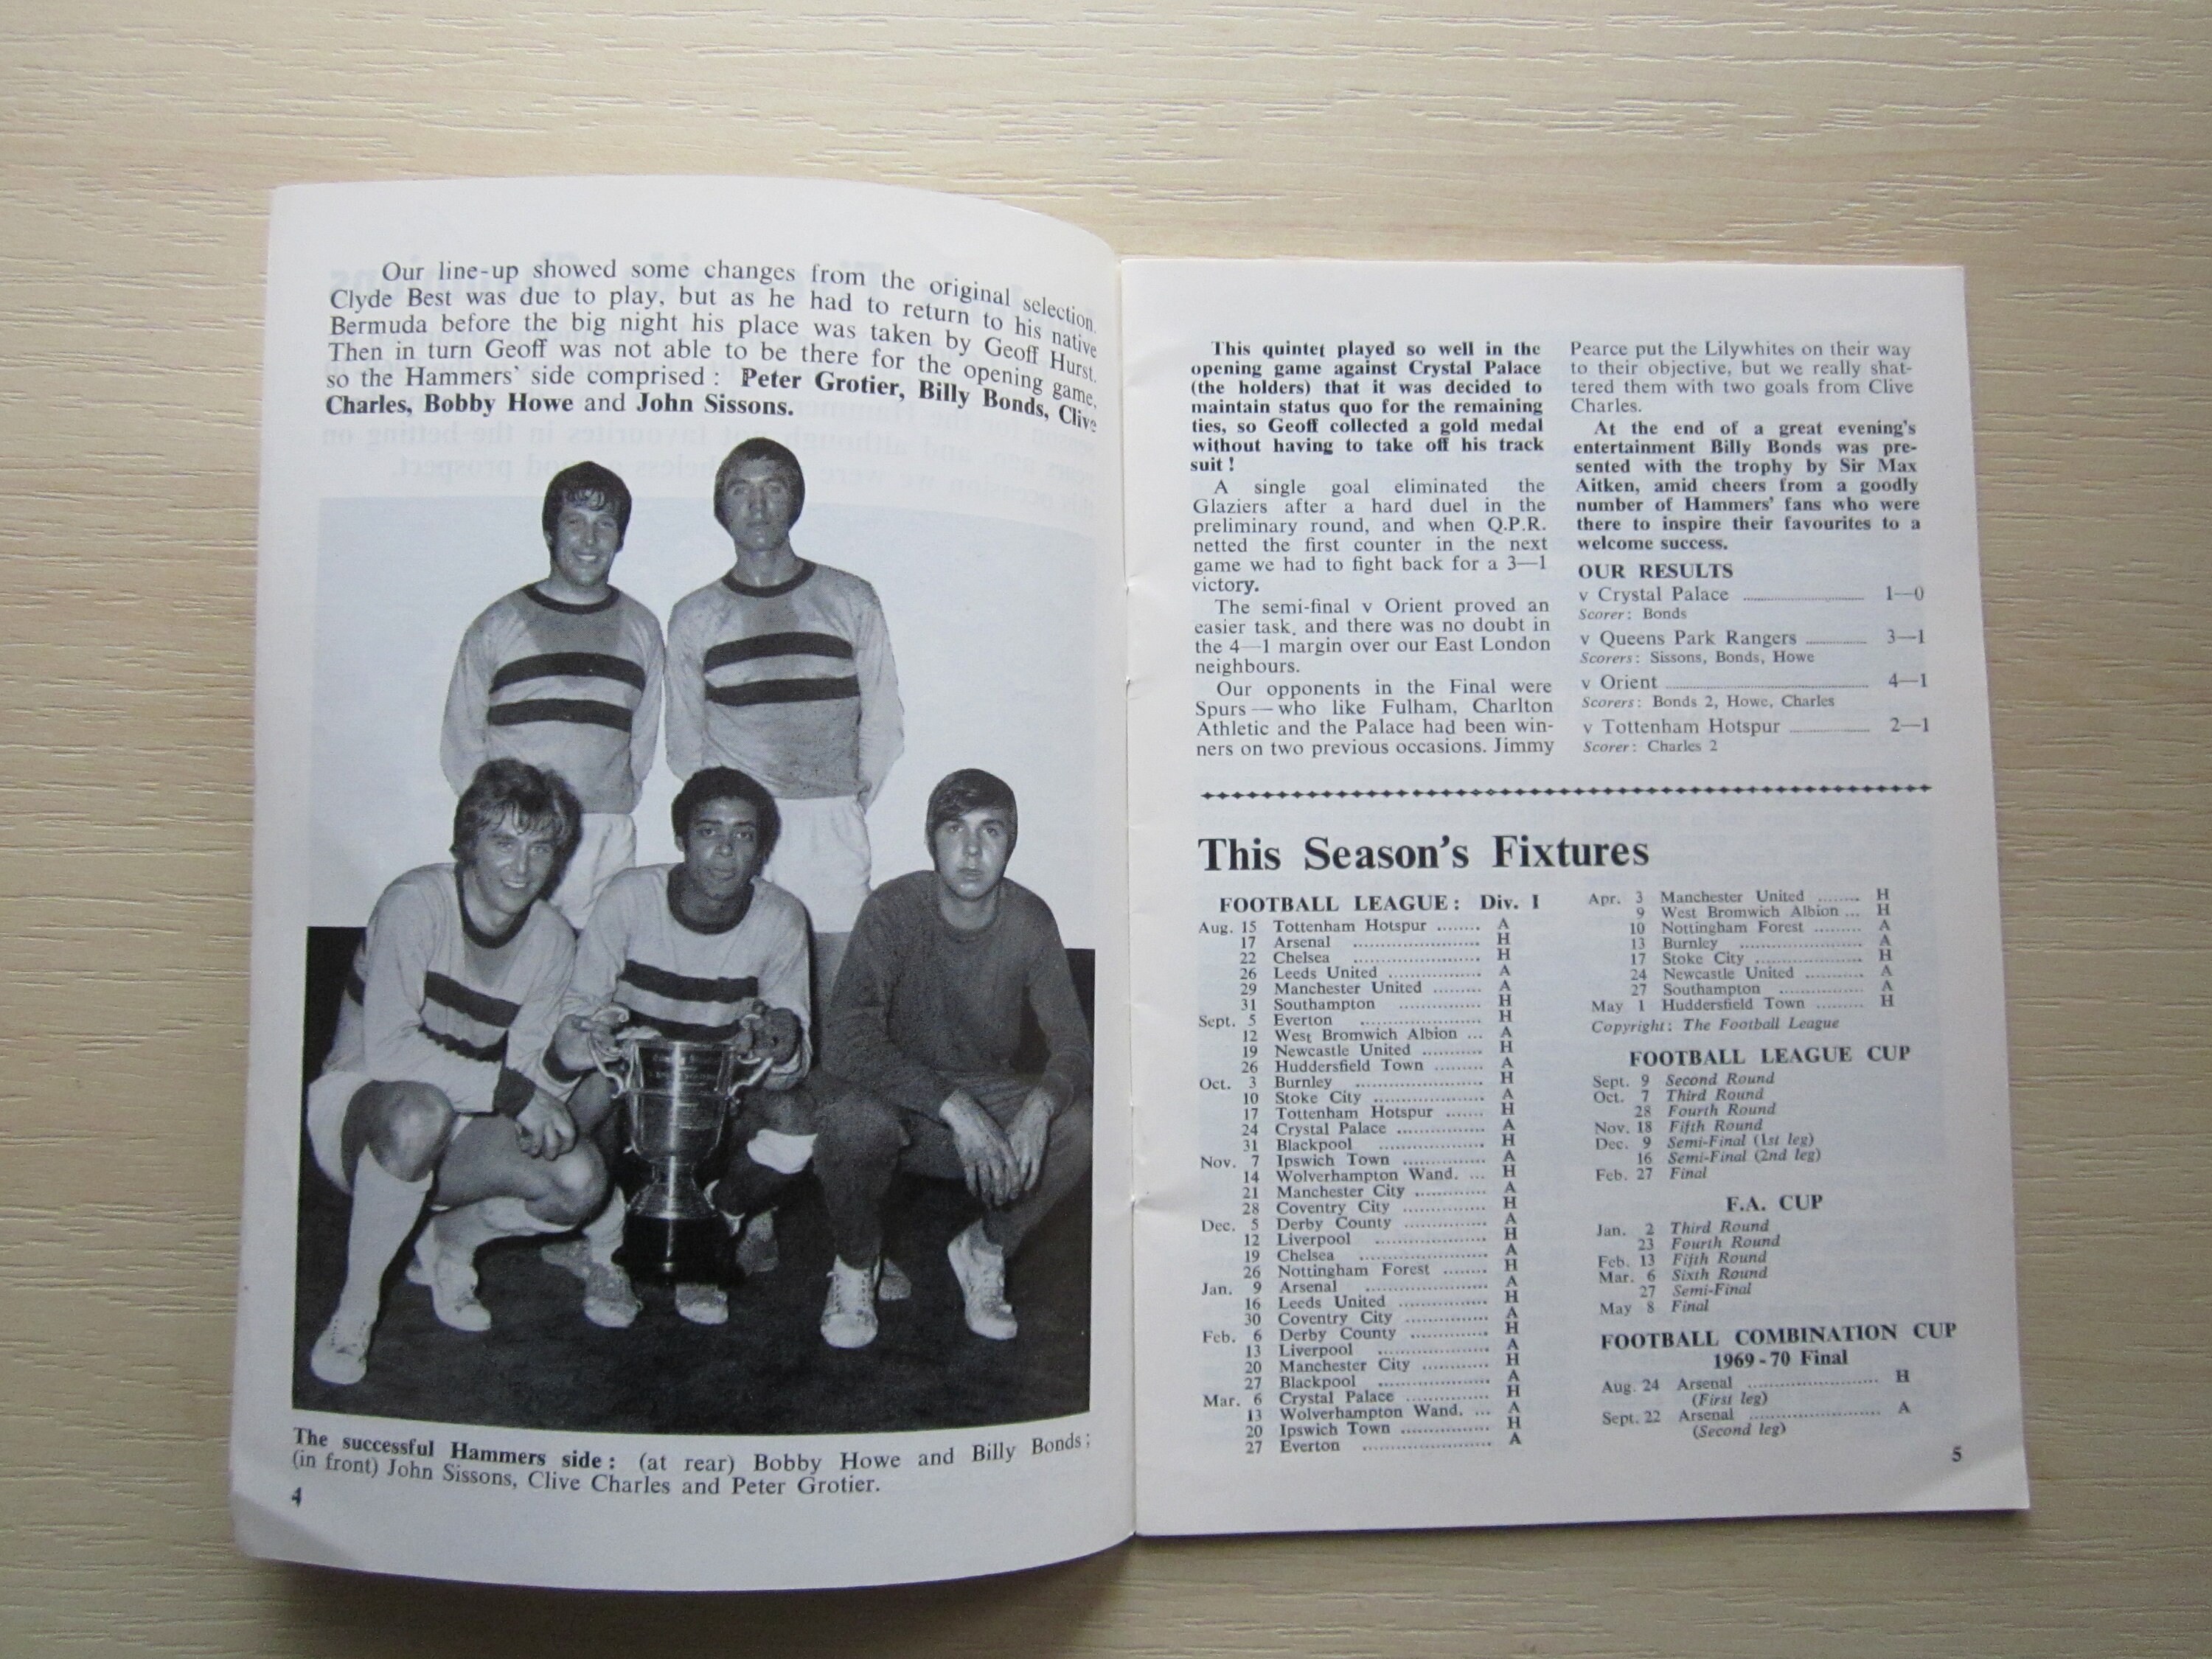 Our line-up showed some changes from the original selection.
Clyde Best was due to play, but as he had to return to his native
Bermuda before the big night his place was taken by Geoff Hurst.
Then in turn Geoff was not able to be there for the opening game,
so the Hammers' side comprised: Peter Grotier, Billy Bonds, Clive
Charles, Bobby Howe and John Sissons.
The successful Hammers side: (at rear) Bobby Howe and Billy Bonds;
(in front) John Sissons, Clive Charles and Peter Grotier.
4
This quintet played so well in the
opening game against Crystal Palace
(the holders) that it was decided to
maintain status quo for the remaining
ties, so Geoff collected a gold medal
without having to take off his track
suit!
A single goal eliminated the
Glaziers after a hard duel in the
preliminary round, and when Q.P.R.
netted the first counter in the next
game we had to fight back for a 3—1
victory.
The semi-final v Orient proved an
easier task, and there was no doubt in
the 4—1 margin over our East London
neighbours.
Our opponents in the Final were
Spurs — who like Fulham, Charlton
Athletic and the Palace had been win-
ners on two previous occasions. Jimmy
Pearce put the Lilywhites on their way
to their objective, but we really shat-
tered them with two goals from Clive
Charles.
At the end of a great evening's
entertainment Billy Bonds was pre-
sented with the trophy by Sir Max
Aitken, amid cheers from a goodly
number of Hammers' fans who were
there to inspire their favourites to a
welcome success.
OUR RESULTS
v Crystal Palace ........ 1—0
Scorer: Bonds
v Queens Park Rangers ........ 3—1
Scorers: Sissons, Bonds, Howe
v Orient ........ 4—1
Scorers: Bonds 2, Howe, Charles
v Tottenham Hotspur ........ 2—1
Scorer: Charles 2
This Season's Fixtures
FOOTBALL LEAGUE: Div. I
Aug. 15 Tottenham Hotspur ........ A
17 Arsenal ........ H
22 Chelsea ........ H
26 Leeds United ........ A
29 Manchester United ........ A
31 Southampton ........ H
Sept. 5 Everton ........ H
12 West Bromwich Albion ... A
19 Newcastle United ........ H
26 Huddersfield Town ........ A
Oct. 3 Burnley ........ H
10 Stoke City ........ A
17 Tottenham Hotspur ....... H
24 Crystal Palace ........ A
31 Blackpool ........ H
Nov. 7 Ipswich Town ........ A
14 Wolverhampton Wand. ... H
21 Manchester City ........ A
28 Coventry City ........ H
Dec. 5 Derby County ........ A
12 Liverpool ........ H
19 Chelsea ........ A
26 Nottingham Forest ........ H
Jan. 9 Arsenal ........ A
16 Leeds United ........ H
30 Coventry City ........ A
Feb. 6 Derby County ........ H
13 Liverpool ........ A
20 Manchester City ........ H
27 Blackpool ........ A
Mar. 6 Crystal Palace ........ H
13 Wolverhampton Wand. ... A
20 Ipswich Town ........ H
27 Everton ........ A
Apr. 3 Manchester United ........ H
9 West Bromwich Albion ... H
10 Nottingham Forest ........ A
13 Burnley ........ A
17 Stoke City ........ H
24 Newcastle United ........ A
27 Southampton ........ A
May 1 Huddersfield Town ........ H
Copyright: The Football League
FOOTBALL LEAGUE CUP
Sept. 9 Second Round
Oct. 7 Third Round
28 Fourth Round
Nov. 18 Fifth Round
Dec. 9 Semi-Final (1st leg)
16 Semi-Final (2nd leg)
Feb. 27 Final
F.A. CUP
Jan. 2 Third Round
23 Fourth Round
Feb. 13 Fifth Round
Mar. 6 Sixth Round
27 Semi-Final
May 8 Final
FOOTBALL COMBINATION CUP
1969-70 Final
Aug. 24 Arsenal ........ H
(First leg)
Sept. 22 Arsenal ........ A
(Second leg)
5